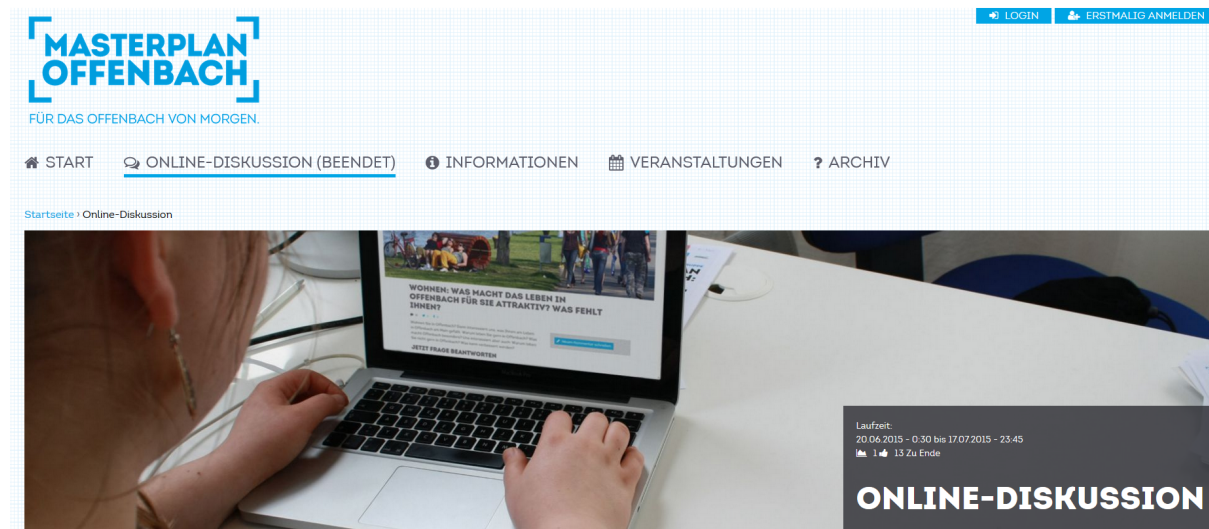 LOGIN
ERSTMALIG ANMELDEN
MASTERPLAN
OFFENBACH
FÜR DAS OFFENBACH VON MORGEN.
START
ONLINE-DISKUSSION (BEENDET)
INFORMATIONEN
VERANSTALTUNGEN
? ARCHIV
Startseite › Online-Diskussion
WOHNEN: WAS MACHT DAS LEBEN IN
OFFENBACH FÜR SIE ATTRAKTIV? WAS FEHLT
IHNEN?
JETZT FRAGE BEANTWORTEN
Laufzeit:
20.06.2015 - 0:30 bis 17.07.2015 - 23:45
1 13 Zu Ende
ONLINE-DISKUSSION